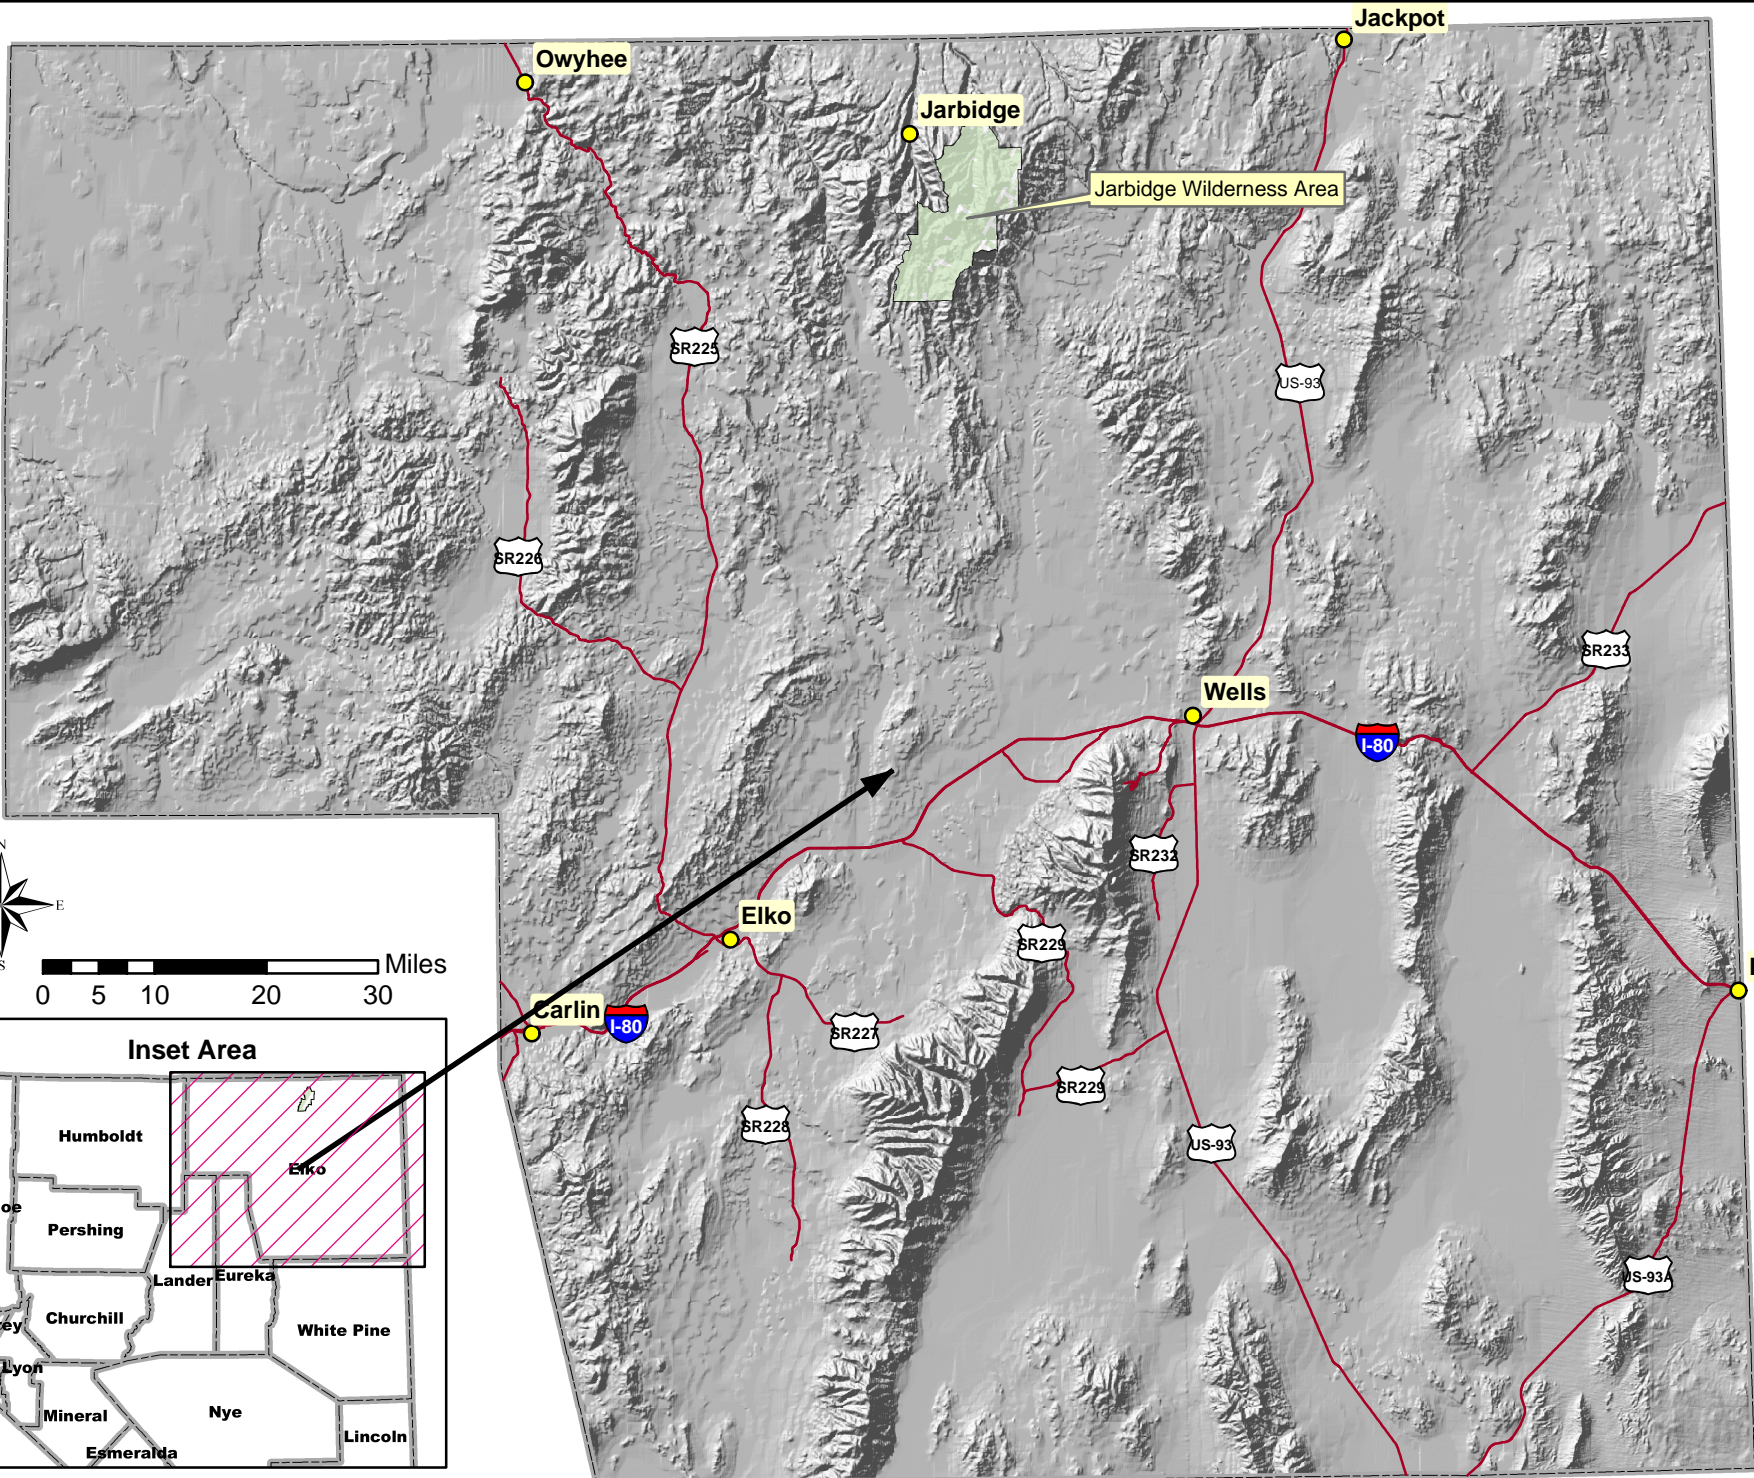 Jackpot
Owyhee
Jarbidge
Jarbidge Wilderness Area
SR225
US-93
SR226
SR233
Wells
I-80
SR232
N
E
S
Elko
SR229
Miles
0 5 10 20 30
Carlin
I-80
SR227
SR229
SR228
US-93
US-93A
Inset Area
Humboldt
Elko
oe
Pershing
Lander
Eureka
Churchill
ey
White Pine
Lyon
Mineral
Nye
Lincoln
Esmeralda